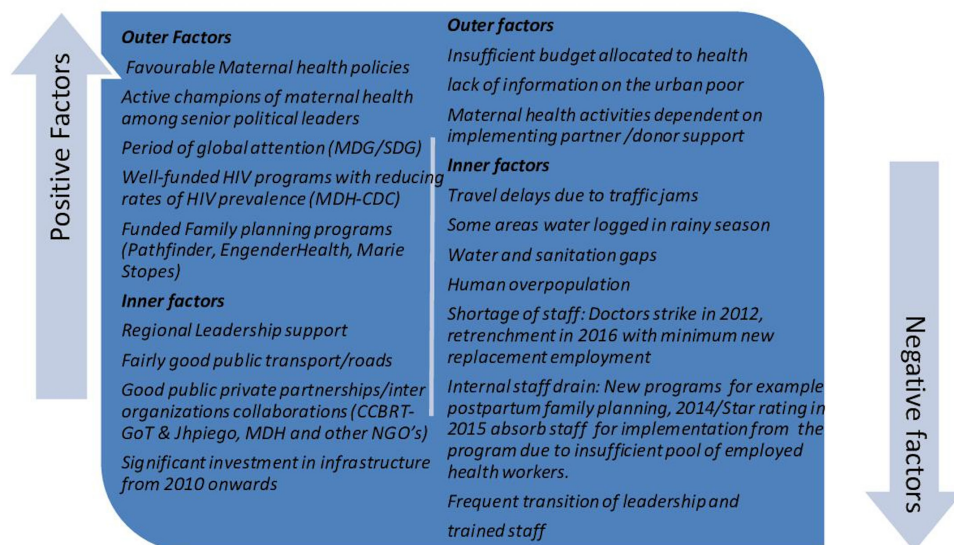 Positive Factors
Outer Factors
Favourable Maternal health policies
Active champions of maternal health
among senior political leaders
Period of global attention (MDG/SDG)
Well-funded HIV programs with reducing
rates of HIV prevalence (MDH-CDC)
Funded Family planning programs
(Pathfinder, EngenderHealth, Marie
Stopes)
Inner factors
Regional Leadership support
Fairly good public transport/roads
Good public private partnerships/inter
organizations collaborations (CCBRT-
GoT & Jhpiego, MDH and other NGO's)
Significant investment in infrastructure
from 2010 onwards
Outer factors
Insufficient budget allocated to health
lack of information on the urban poor
Maternal health activities dependent on
implementing partner /donor support
Inner factors
Travel delays due to traffic jams
Some areas water logged in rainy season
Water and sanitation gaps
Human overpopulation
Shortage of staff: Doctors strike in 2012,
retrenchment in 2016 with minimum new
replacement employment
Internal staff drain: New programs for example
postpartum family planning, 2014/Star rating in
2015 absorb staff for implementation from the
program due to insufficient pool of employed
health workers.
Frequent transition of leadership and
trained staff
Negative factors